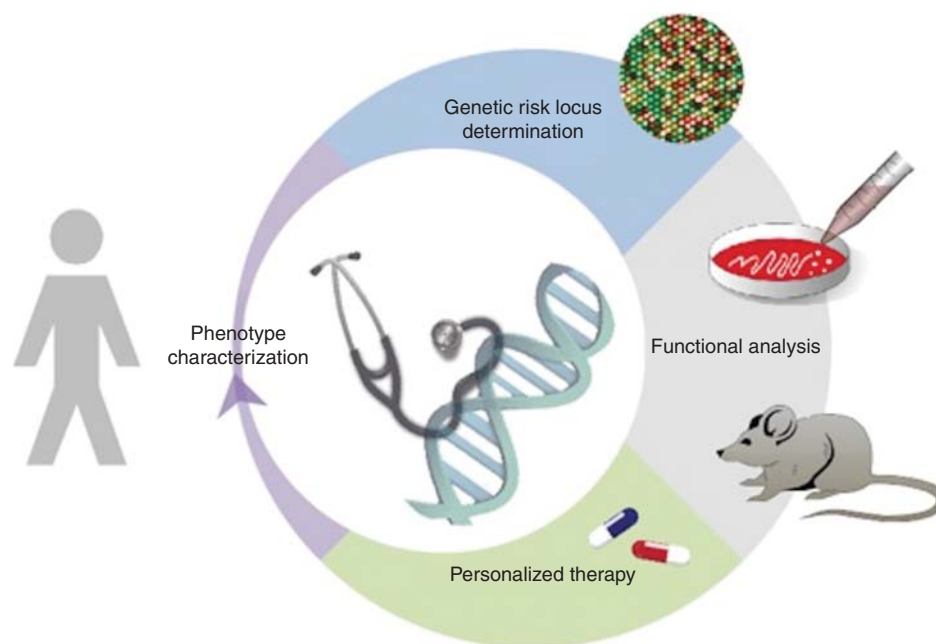 Genetic risk locus
determination
Phenotype
characterization
Functional analysis
Personalized therapy